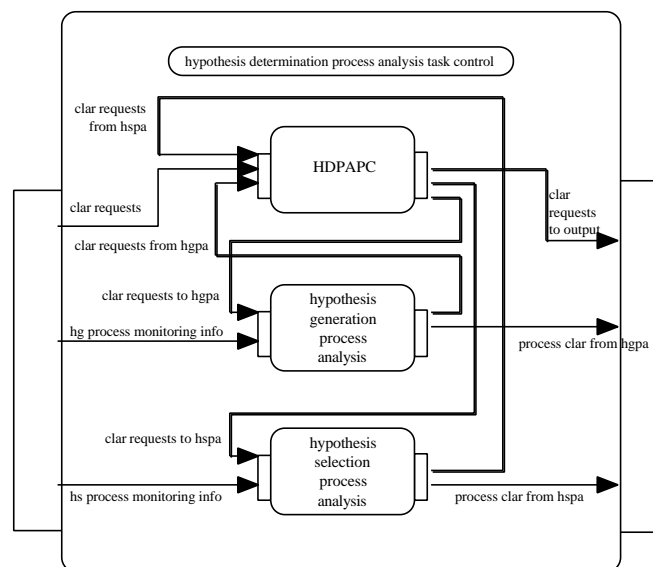 hypothesis determination process analysis task control
clar requests
from hspa
HDPAPC
clar requests
clar
requests
to output
clar requests from hgpa
clar requests to hgpa
hypothesis
generation
process
analysis
hg process monitoring info
process clar from hgpa
clar requests to hspa
hypothesis
selection
process
analysis
hs process monitoring info
process clar from hspa